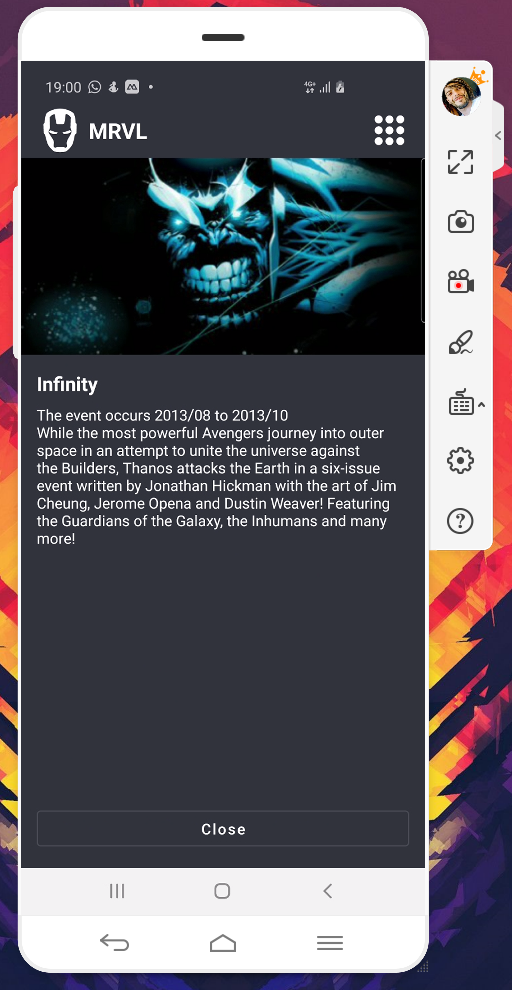 19:00
4G+
MRVL
Infinity
The event occurs 2013/08 to 2013/10
While the most powerful Avengers journey into outer
space in an attempt to unite the universe against
the Builders, Thanos attacks the Earth in a six-issue
event written by Jonathan Hickman with the art of Jim
Cheung, Jerome Opena and Dustin Weaver! Featuring
the Guardians of the Galaxy, the Inhumans and many
more!
Close